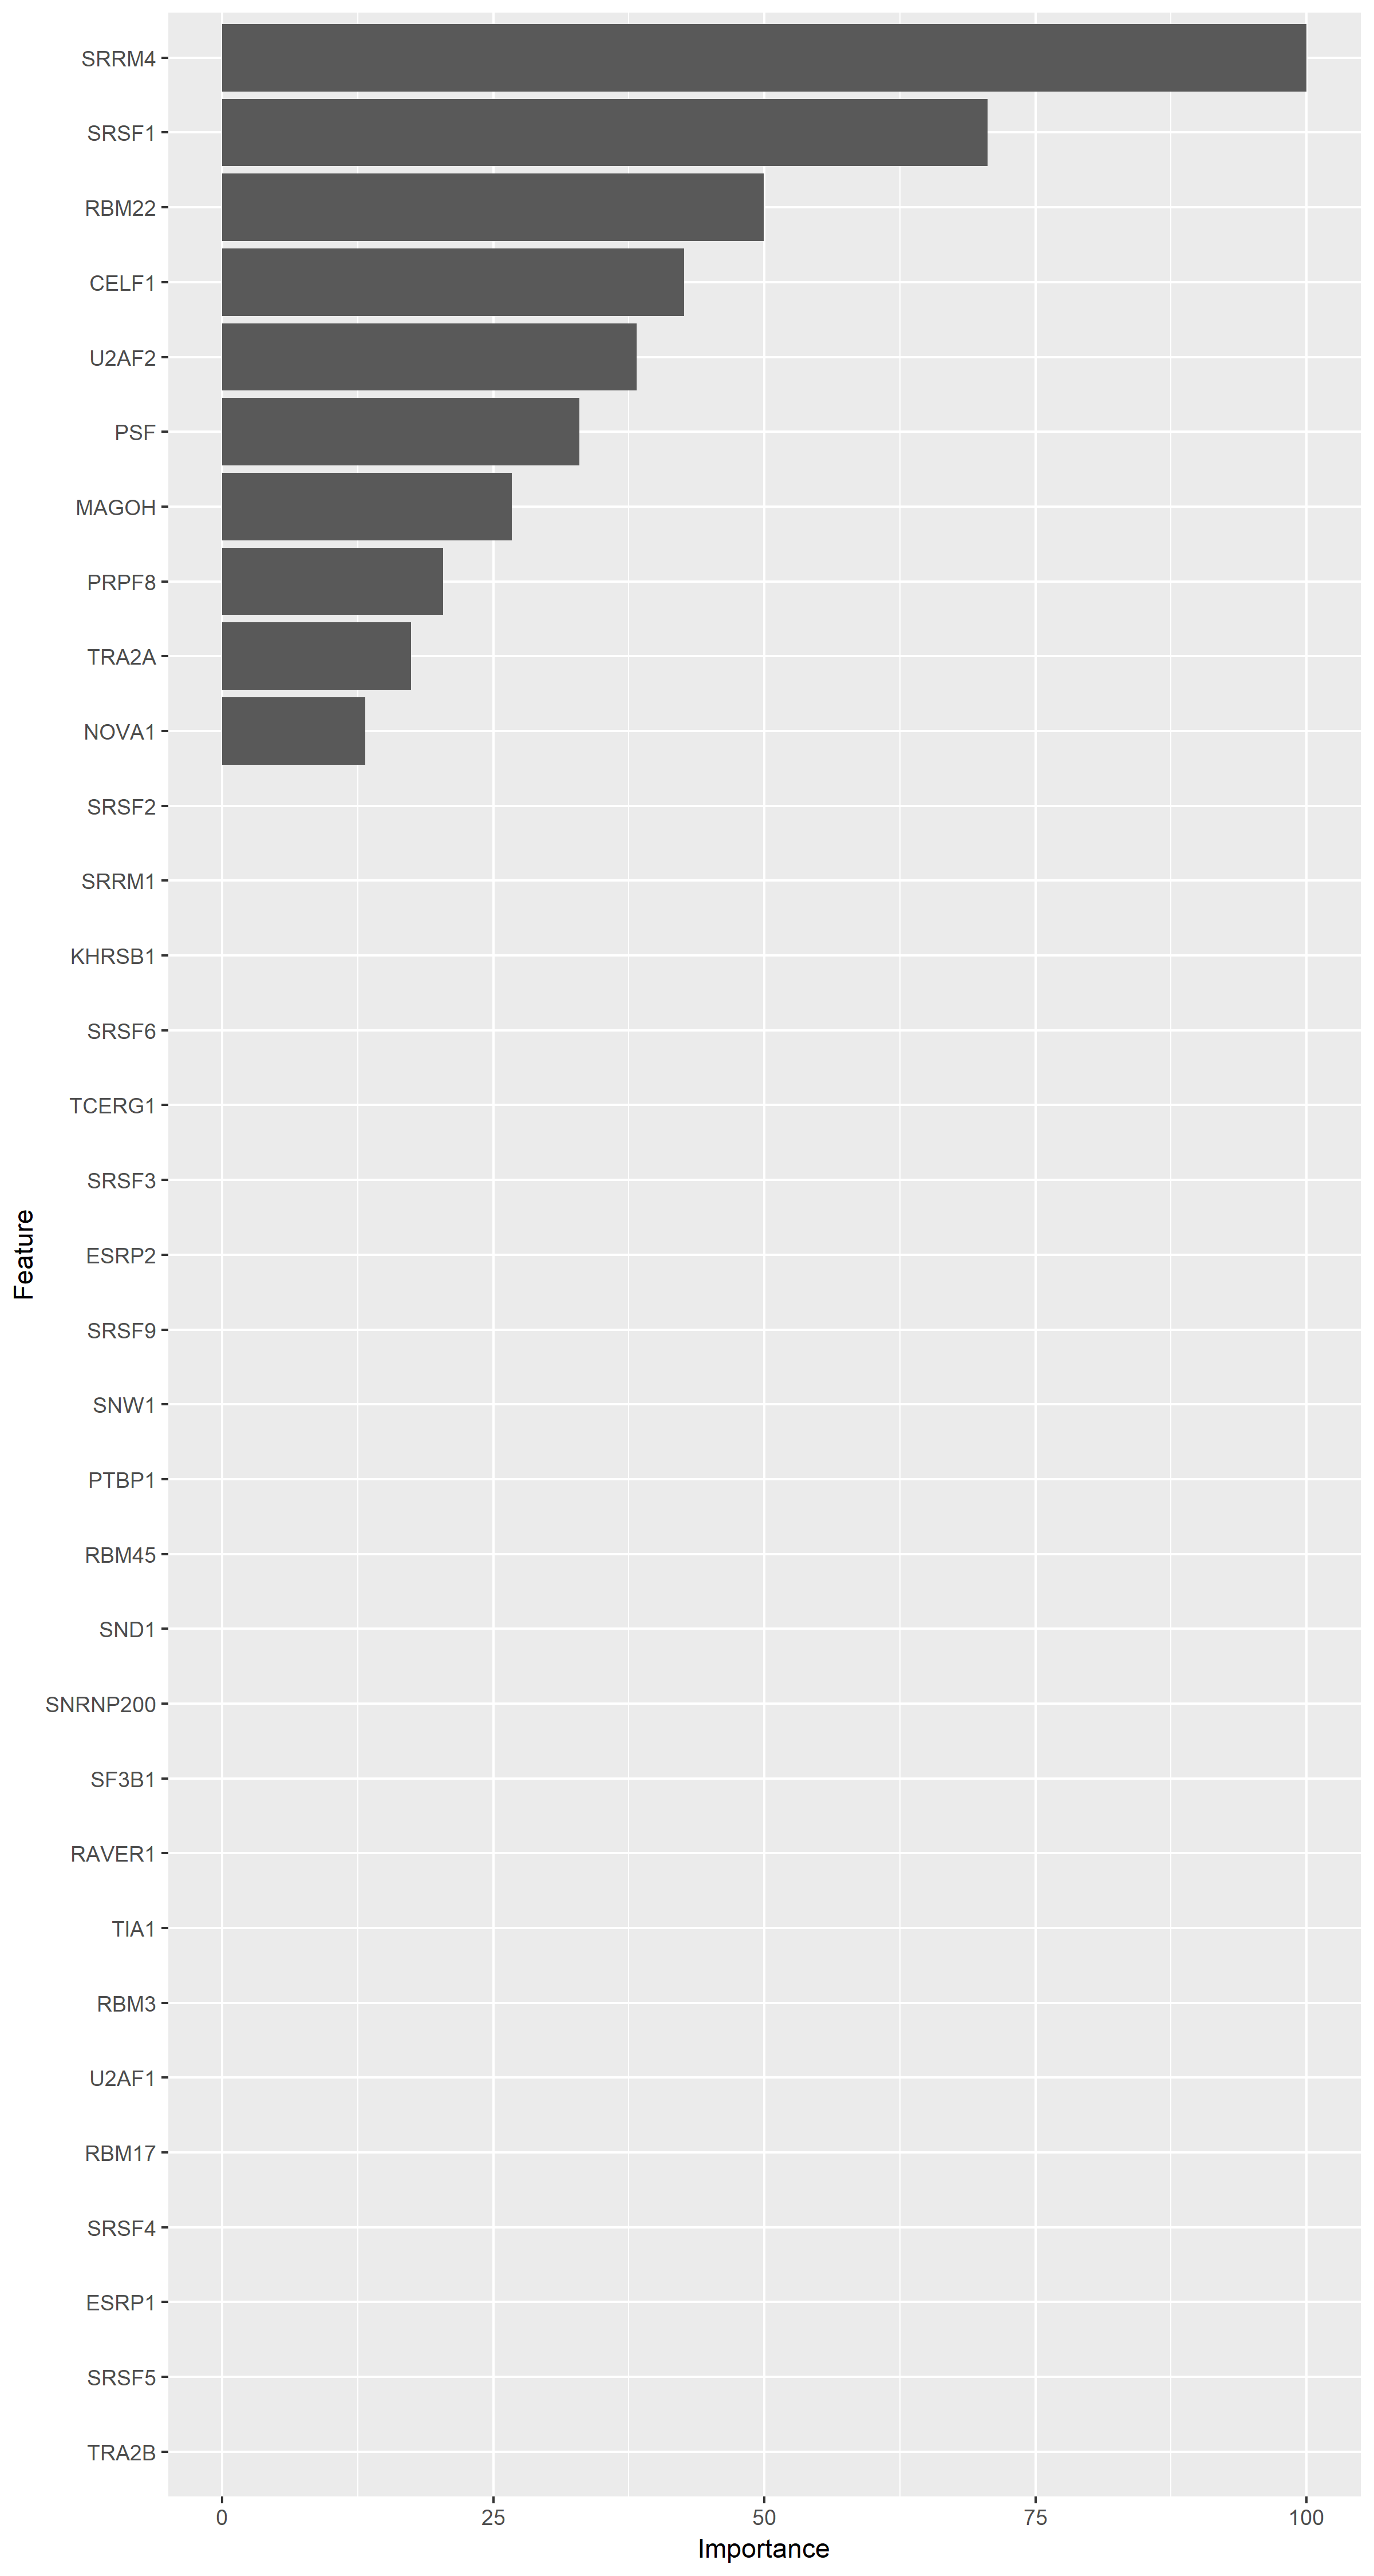 SRRM4
SRSF1
RBM22
CELF1
U2AF2
PSF
MAGOH
PRPF8
TRA2A
NOVA1
SRSF2
SRRM1
KHRSB1
SRSF6
TCERG1
SRSF3
ESRP2
SRSF9
SNW1
PTBP1
RBM45
SND1
SNRNP200
SF3B1
RAVER1
TIA1
RBM3
U2AF1
RBM17
SRSF4
ESRP1
SRSF5
TRA2B
Feature
0 25 50 75 100
Importance